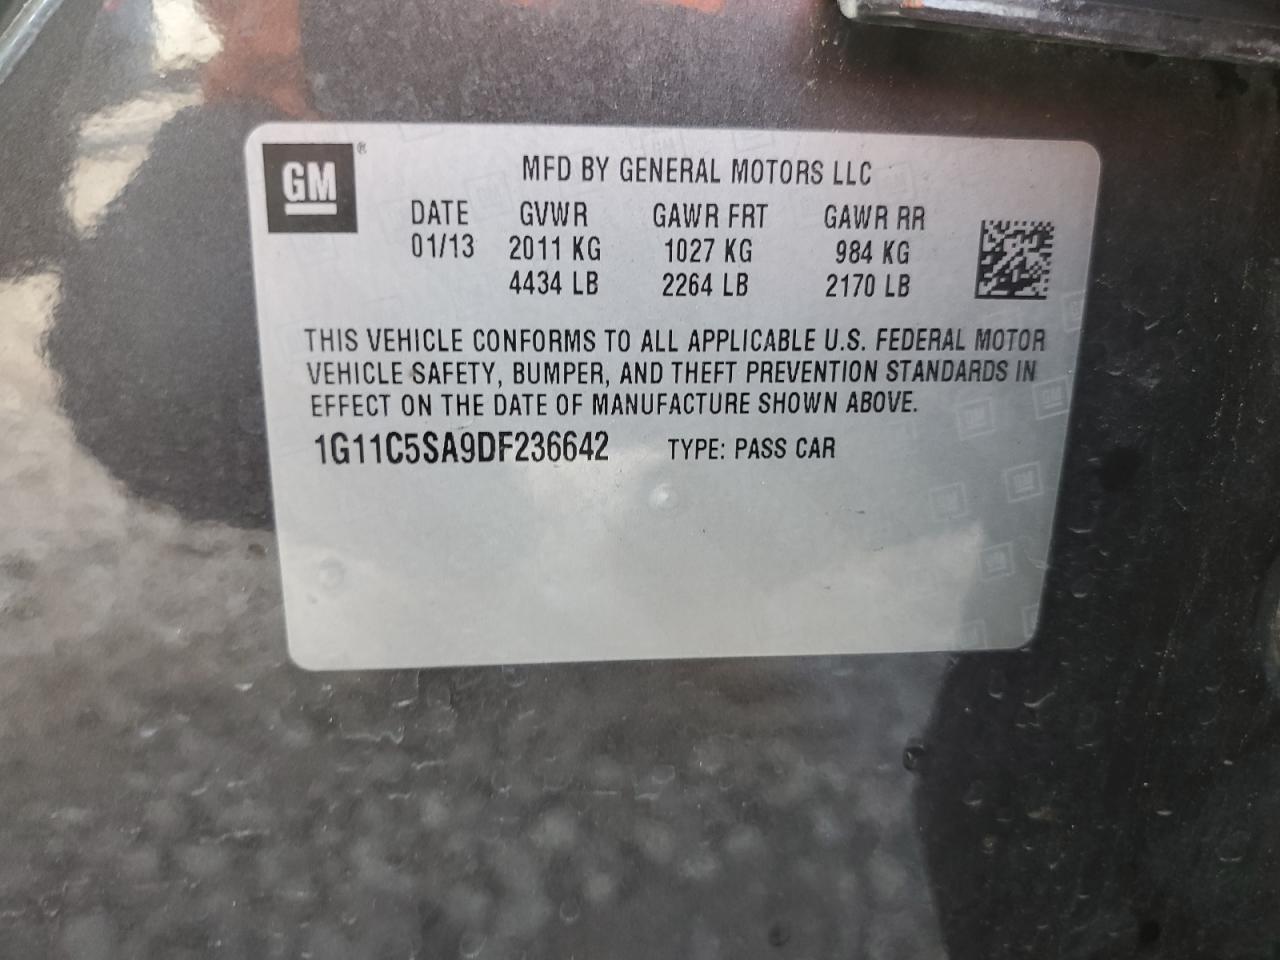 GM®
MFD BY GENERAL MOTORS LLC
DATE GVWR GAWR FRT GAWR RR
01/13 2011 KG 1027 KG 984 KG
4434 LB 2264 LB 2170 LB
THIS VEHICLE CONFORMS TO ALL APPLICABLE U.S. FEDERAL MOTOR
VEHICLE SAFETY, BUMPER, AND THEFT PREVENTION STANDARDS IN
EFFECT ON THE DATE OF MANUFACTURE SHOWN ABOVE.
1G11C5SA9DF236642 TYPE: PASS CAR